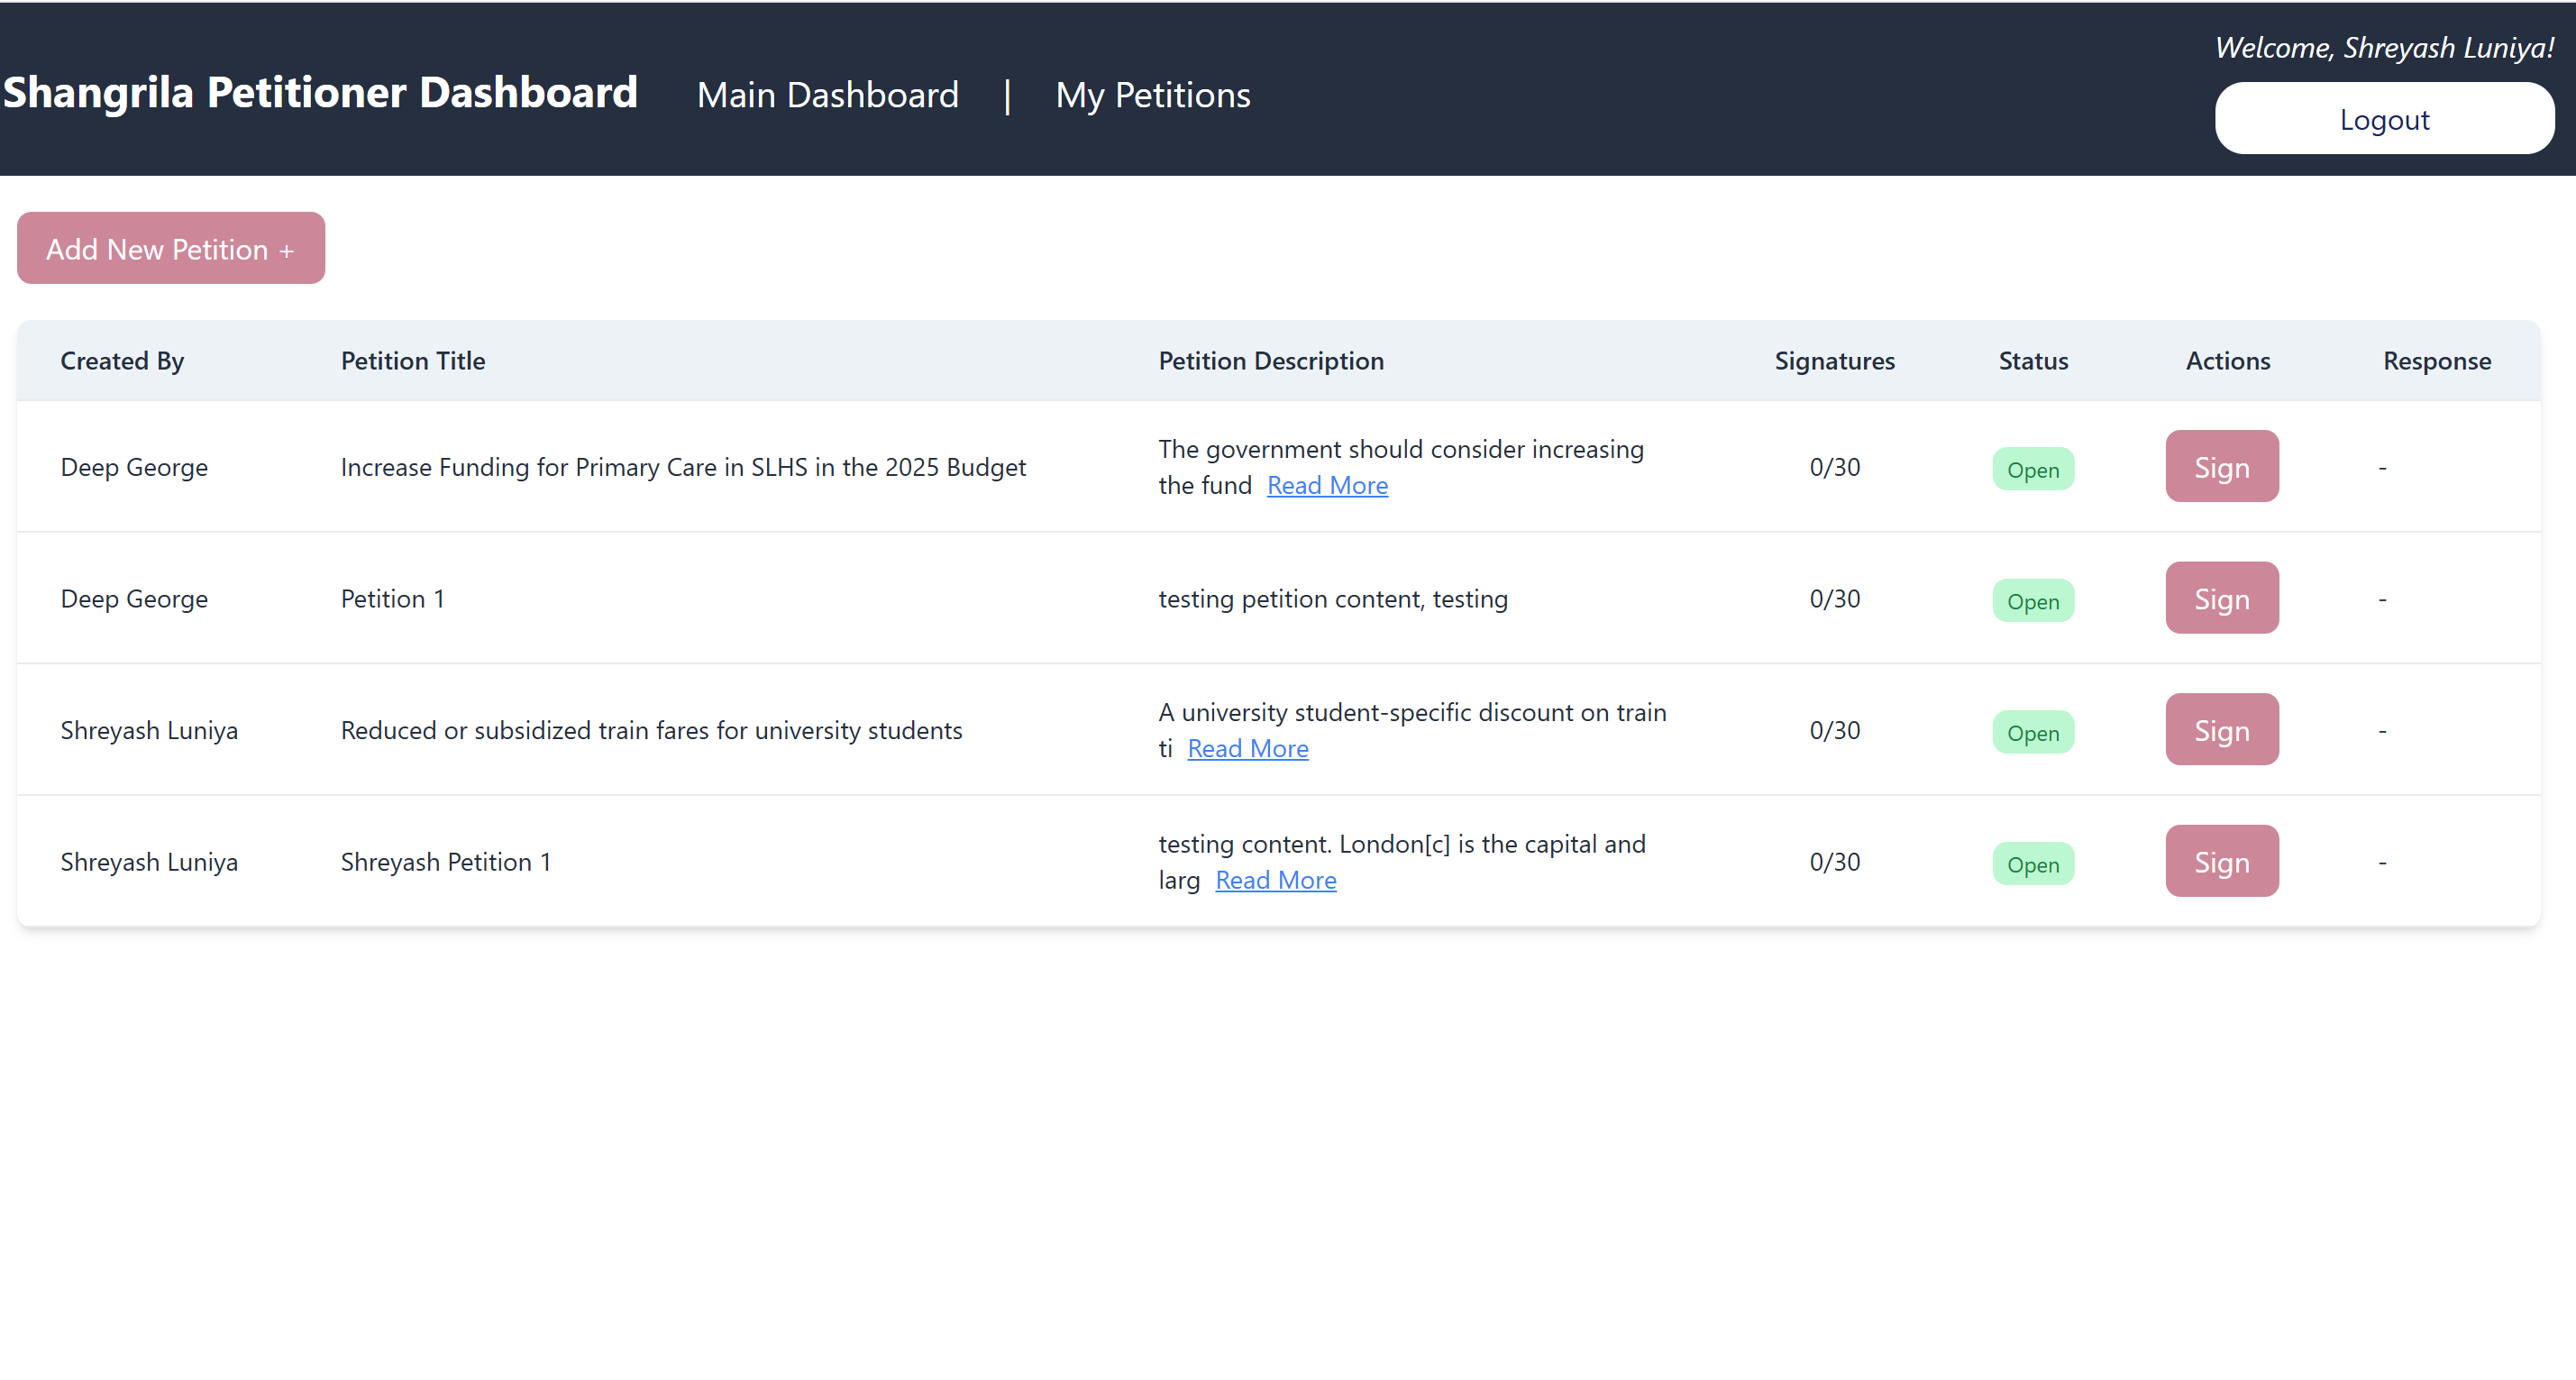 Welcome, Shreyash Luniya!
Shangrila Petitioner Dashboard Main Dashboard | My Petitions
Logout
Add New Petition +
Created By Petition Title Petition Description Signatures Status Actions Response
Deep George Increase Funding for Primary Care in SLHS in the 2025 Budget The government should consider increasing 0/30 Open Sign -
the fund Read More
Deep George Petition 1 testing petition content, testing 0/30 Open Sign -
Shreyash Luniya Reduced or subsidized train fares for university students A university student-specific discount on train 0/30 Open Sign -
ti Read More
Shreyash Luniya Shreyash Petition 1 testing content. London[c] is the capital and 0/30 Open Sign -
larg Read More